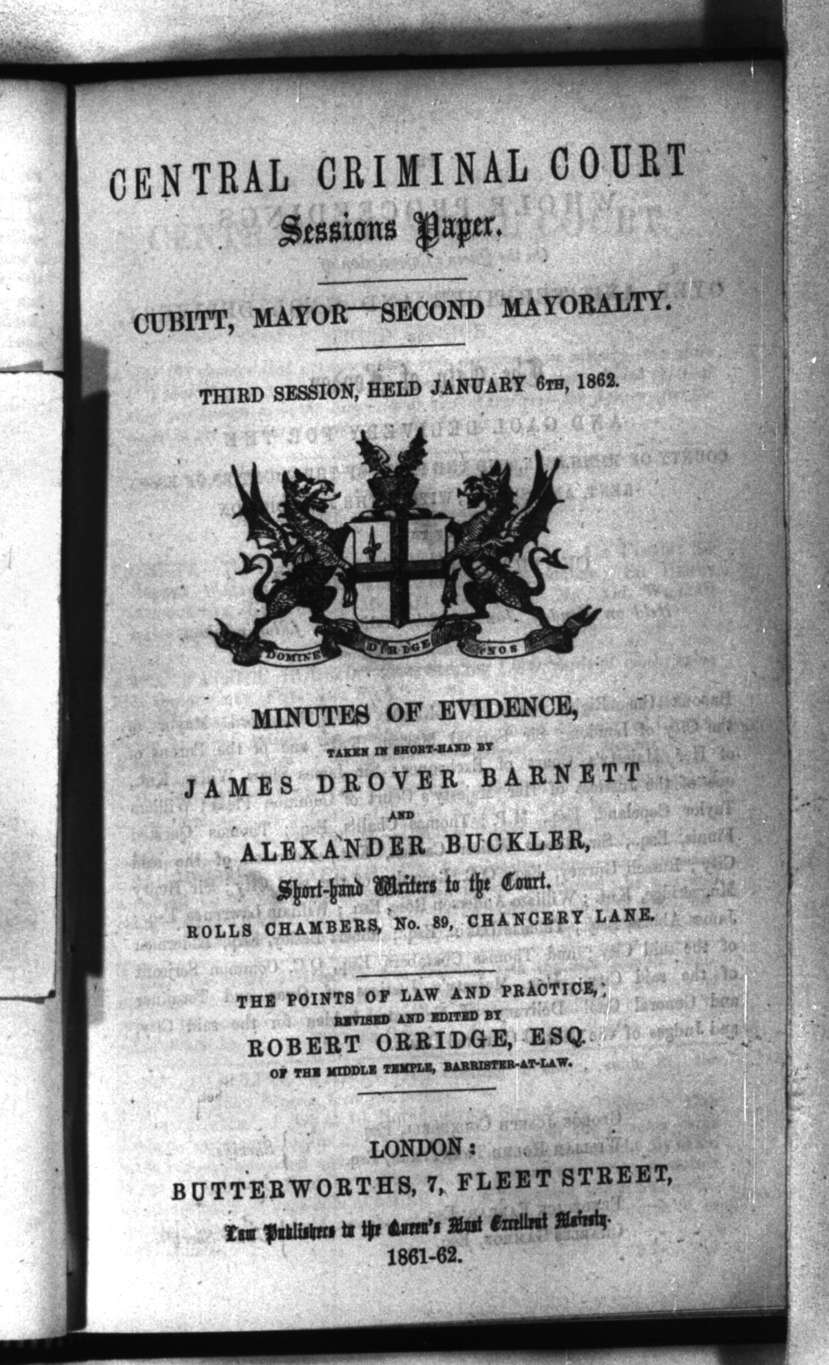 CENTRAL CRIMINAL COURT
Sessions Paper.
CUBITT, MAYOR—SECOND MAYORALTY.
THIRD SESSION, HELD JANUARY 6TH, 1862.
DOMINE DIRIGE NOS
MINUTES OF EVIDENCE,
TAKEN IN SHORT-HAND BY
JAMES DROVER BARNETT
AND
ALEXANDER BUCKLER,
Short-hand Writers to the Court.
ROLLS CHAMBERS, No. 89, CHANCERY LANE.
THE POINTS OF LAW AND PRACTICE,
REVISED AND EDITED BY
ROBERT ORRIDGE, ESQ.
OF THE MIDDLE TEMPLE, BARRISTER-AT-LAW.
LONDON:
BUTTERWORTHS, 7, FLEET STREET,
Law Publishers to the Queen's Most Excellent Majesty.
1861-62.